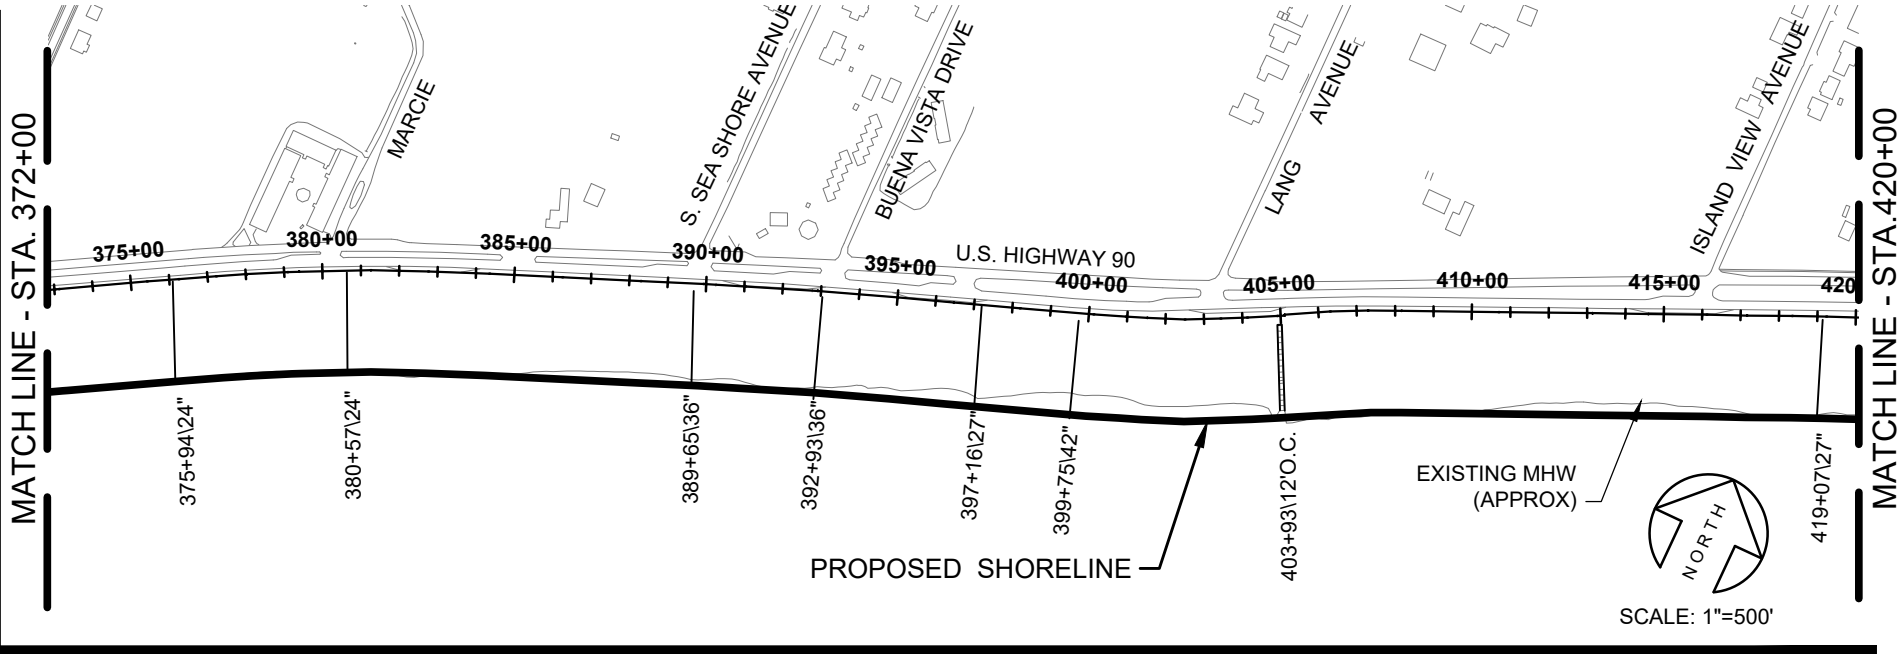 MATCH LINE - STA. 372+00
MARCIE
S. SEA SHORE AVENUE
BUENA VISTA DRIVE
LANG AVENUE
ISLAND VIEW AVENUE
MATCH LINE - STA.420+00
375+00
380+00
385+00
390+00
395+00
U.S. HIGHWAY 90
400+00
405+00
410+00
415+00
420
375+94\24"
380+57\24"
389+65\36"
392+93\36"
397+16\27"
399+75\42"
403+93\12'O.C.
419+07\27"
EXISTING MHW
(APPROX)
PROPOSED SHORELINE
NORTH
SCALE: 1"=500'